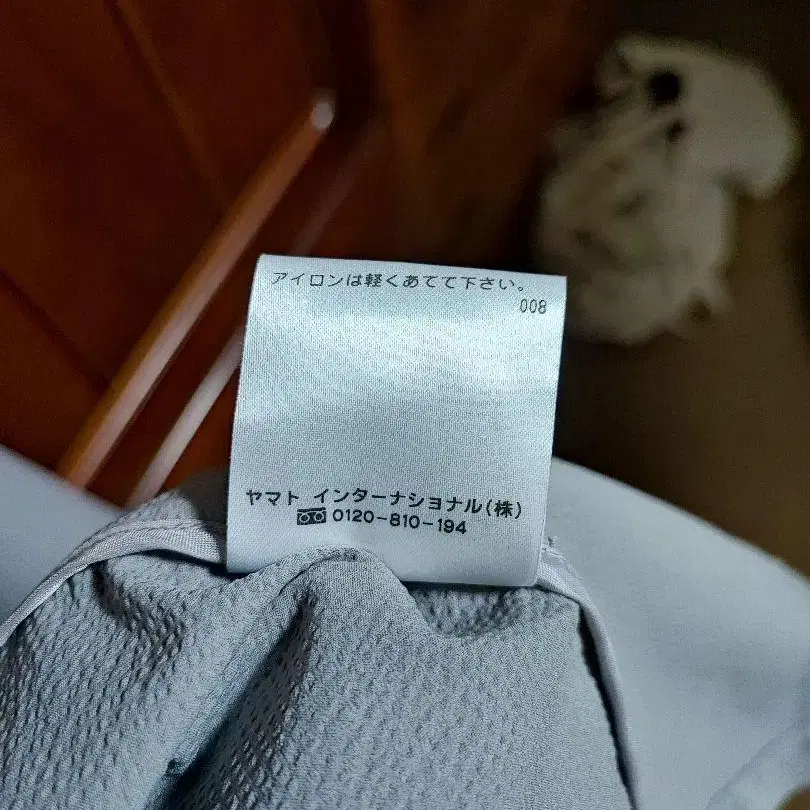 アイロンは軽くあてて下さい。
008
ヤマト インターナショナル(株)
0120-810-194